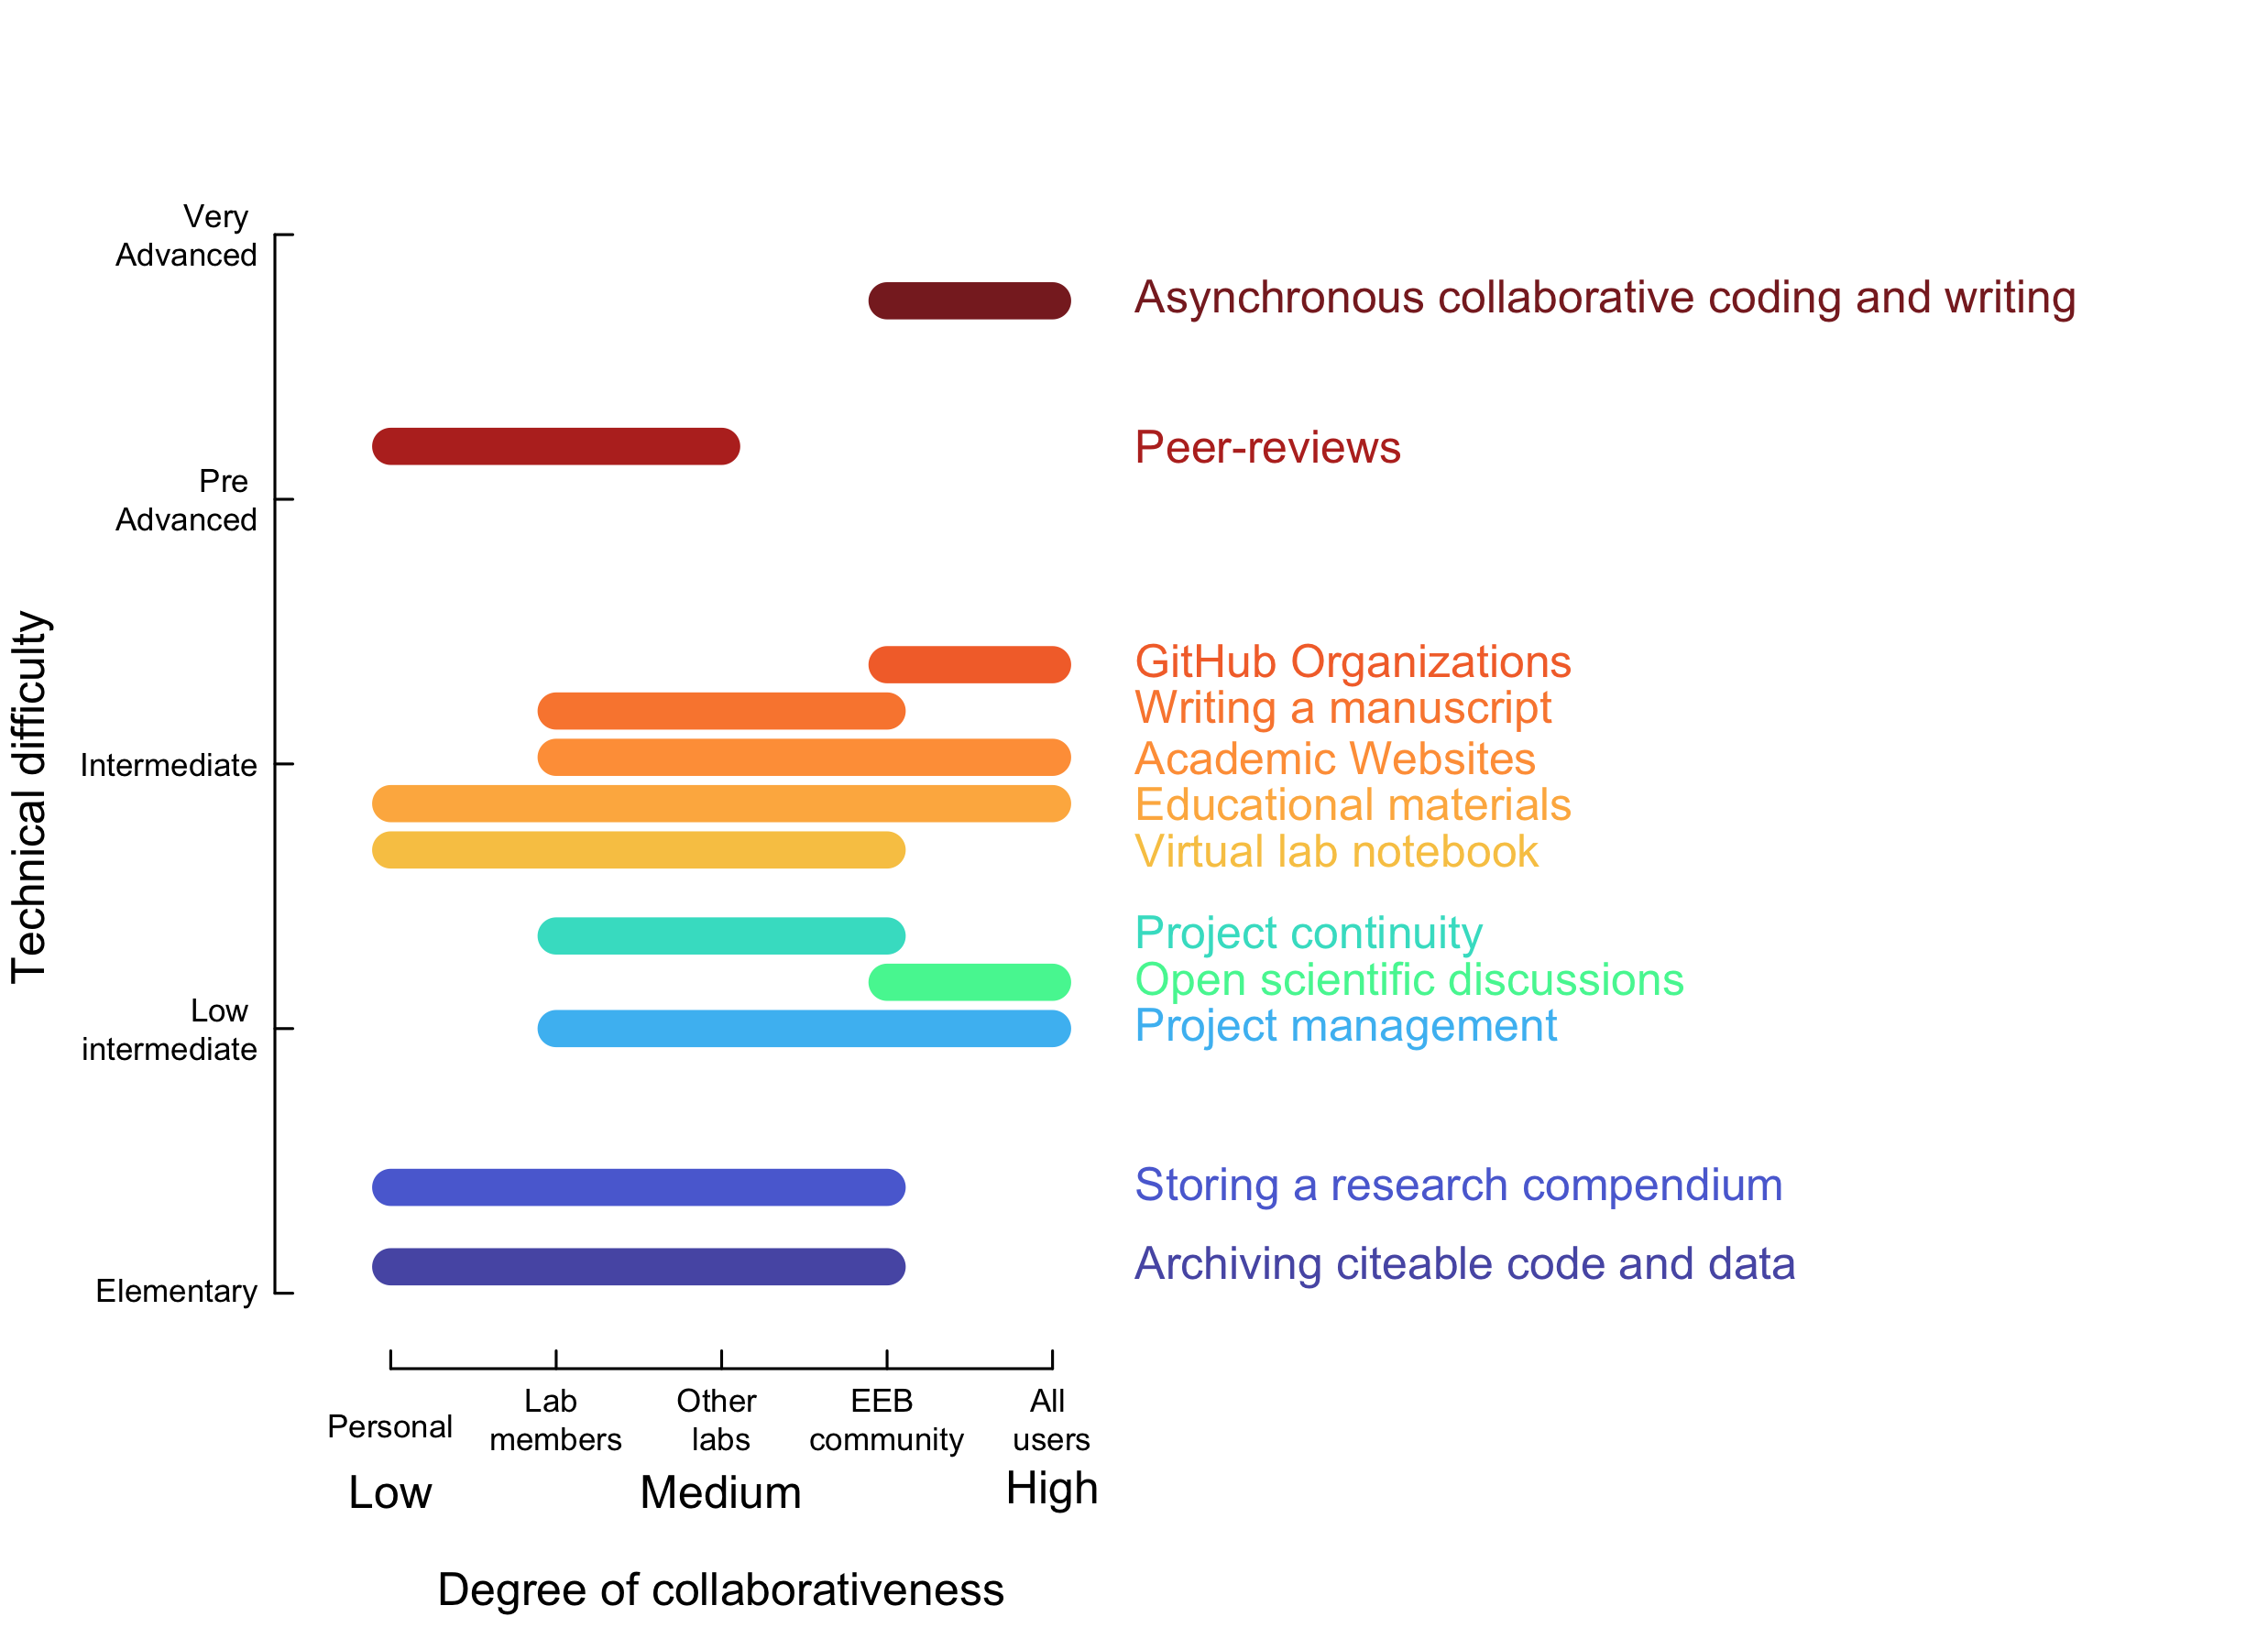 Very
Advanced
Asynchronous collaborative coding and writing
Peer-reviews
Pre
Advanced
Technical difficulty
GitHub Organizations
Writing a manuscript
Academic Websites
Intermediate
Educational materials
Virtual lab notebook
Project continuity
Open scientific discussions
Low
intermediate
Project management
Storing a research compendium
Archiving citeable code and data
Elementary
Personal
Lab
members
Other
labs
EEB
community
All
users
Low
Medium
High
Degree of collaborativeness